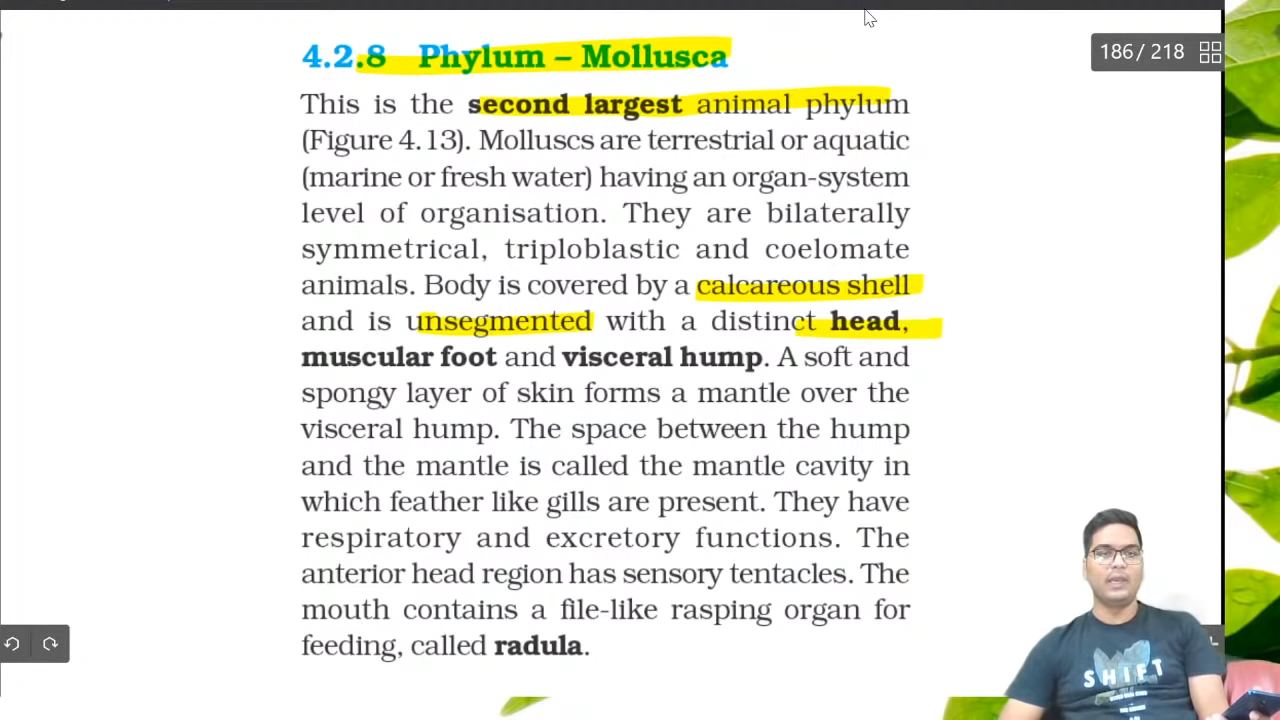 186 / 218
4.2.8 Phylum – Mollusca
This is the second largest animal phylum
(Figure 4.13). Molluscs are terrestrial or aquatic
(marine or fresh water) having an organ-system
level of organisation. They are bilaterally
symmetrical, triploblastic and coelomate
animals. Body is covered by a calcareous shell
and is unsegmented with a distinct head,
muscular foot and visceral hump. A soft and
spongy layer of skin forms a mantle over the
visceral hump. The space between the hump
and the mantle is called the mantle cavity in
which feather like gills are present. They have
respiratory and excretory functions. The
anterior head region has sensory tentacles. The
mouth contains a file-like rasping organ for
feeding, called radula.
SHIFT